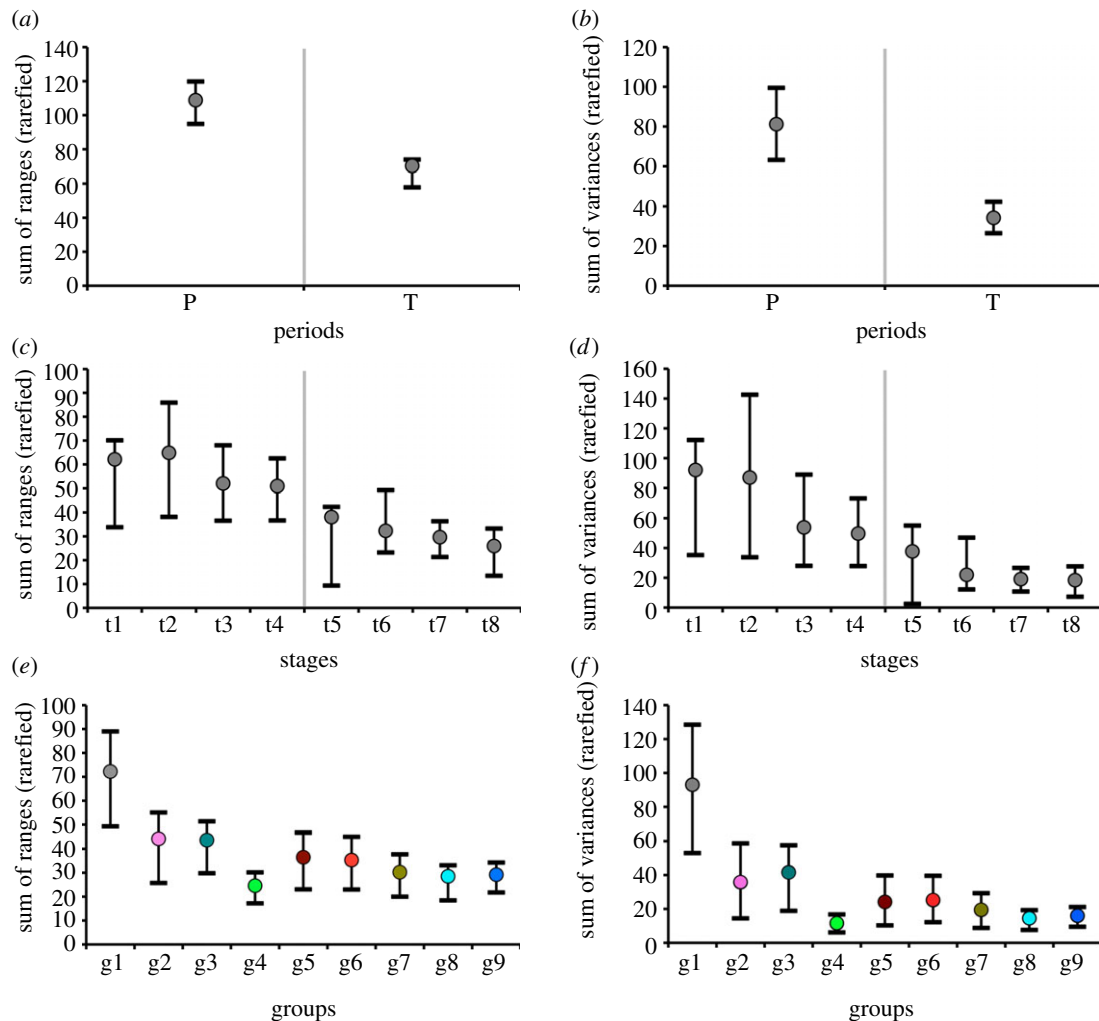 (a)
sum of ranges (rarefied)
140
120
100
80
60
40
20
0
P T
periods
(b)
sum of variances (rarefied)
120
100
80
60
40
20
0
P T
periods
(c)
sum of ranges (rarefied)
100
90
80
70
60
50
40
30
20
10
0
t1 t2 t3 t4 t5 t6 t7 t8
stages
(d)
sum of variances (rarefied)
160
140
120
100
80
60
40
20
0
t1 t2 t3 t4 t5 t6 t7 t8
stages
(e)
sum of ranges (rarefied)
100
90
80
70
60
50
40
30
20
10
0
g1 g2 g3 g4 g5 g6 g7 g8 g9
groups
(f)
sum of variances (rarefied)
140
120
100
80
60
40
20
0
g1 g2 g3 g4 g5 g6 g7 g8 g9
groups